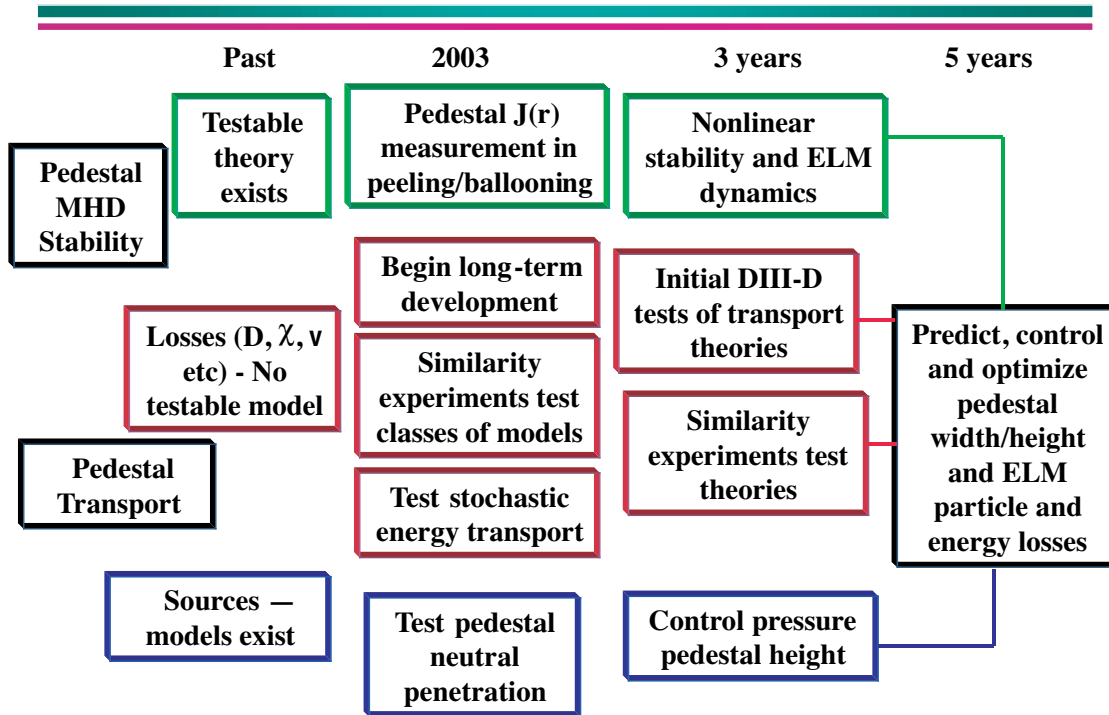 Past
2003
3 years
5 years
Pedestal
MHD
Stability
Testable
theory
exists
Pedestal J(r)
measurement in
peeling/ballooning
Nonlinear
stability and ELM
dynamics
Losses (D, χ, v
etc) - No
testable model
Begin long-term
development
Similarity
experiments test
classes of models
Test stochastic
energy transport
Initial DIII-D
tests of transport
theories
Similarity
experiments test
theories
Predict, control
and optimize
pedestal
width/height
and ELM
particle and
energy losses
Pedestal
Transport
Sources —
models exist
Test pedestal
neutral
penetration
Control pressure
pedestal height